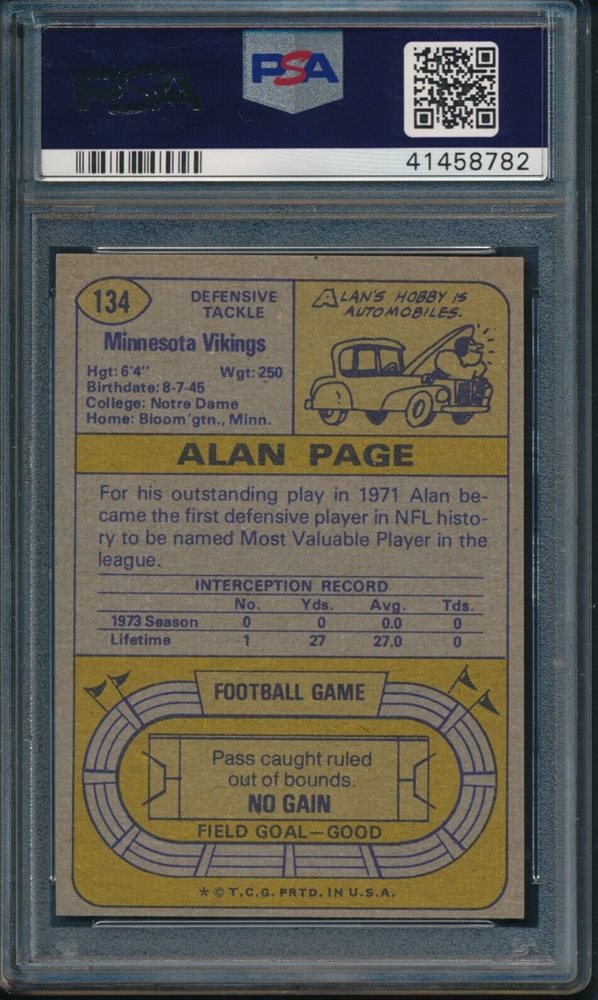 PSA
PSA
41458782
134
DEFENSIVE
TACKLE
Minnesota Vikings
Hgt: 6'4" Wgt: 250
Birthdate: 8-7-45
College: Notre Dame
Home: Bloom'gtn., Minn.
ALAN'S HOBBY IS
AUTOMOBILES.
ALAN PAGE
For his outstanding play in 1971 Alan be-
came the first defensive player in NFL histo-
ry to be named Most Valuable Player in the
league.
INTERCEPTION RECORD
No. Yds. Avg. Tds.
1973 Season 0 0 0.0 0
Lifetime 1 27 27.0 0
FOOTBALL GAME
Pass caught ruled
out of bounds.
NO GAIN
FIELD GOAL—GOOD
* © T.C.G. PRTD. IN U.S.A.